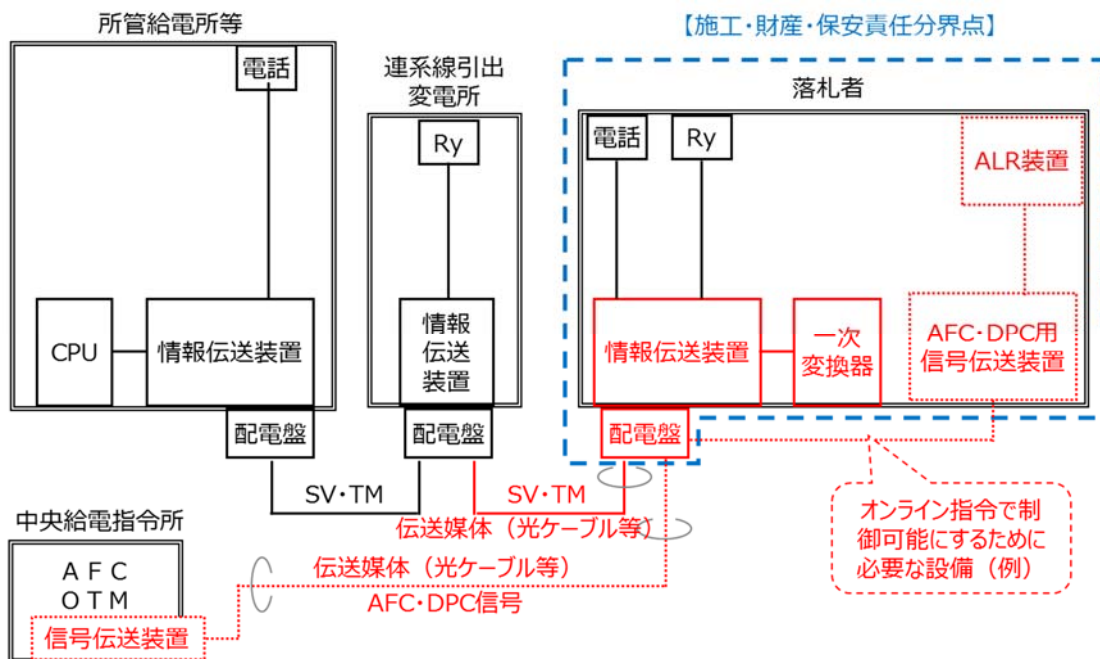 所管給電所等
電話
CPU
情報伝送装置
配電盤
連系線引出
変電所
Ry
情報
伝送
装置
配電盤
【施工・財産・保安責任分界点】
落札者
電話
Ry
ALR装置
情報伝送装置
一次
変換器
AFC・DPC用
信号伝送装置
配電盤
SV・TM
SV・TM
伝送媒体（光ケーブル等）
オンライン指令で制
御可能にするために
必要な設備（例）
中央給電指令所
ＡＦＣ
ＯＴＭ
信号伝送装置
伝送媒体（光ケーブル等）
AFC・DPC信号